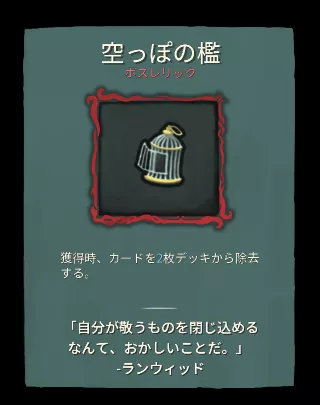 空っぽの檻
ボスレリック
獲得時、カードを2枚デッキから除去
する。
「自分が敬うものを閉じ込める
なんて、おかしいことだ。」
-ランウィッド